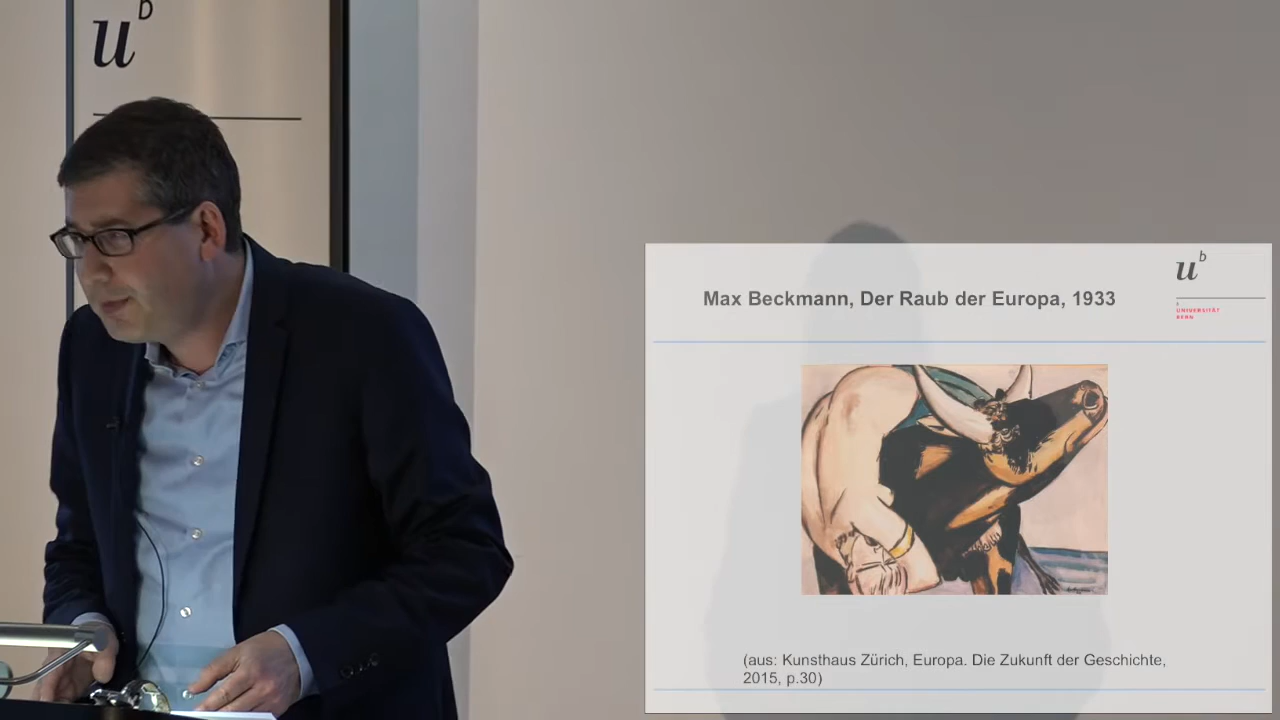 u b
Max Beckmann, Der Raub der Europa, 1933
u b
UNIVERSITÄT
BERN
(aus: Kunsthaus Zürich, Europa. Die Zukunft der Geschichte,
2015, p.30)